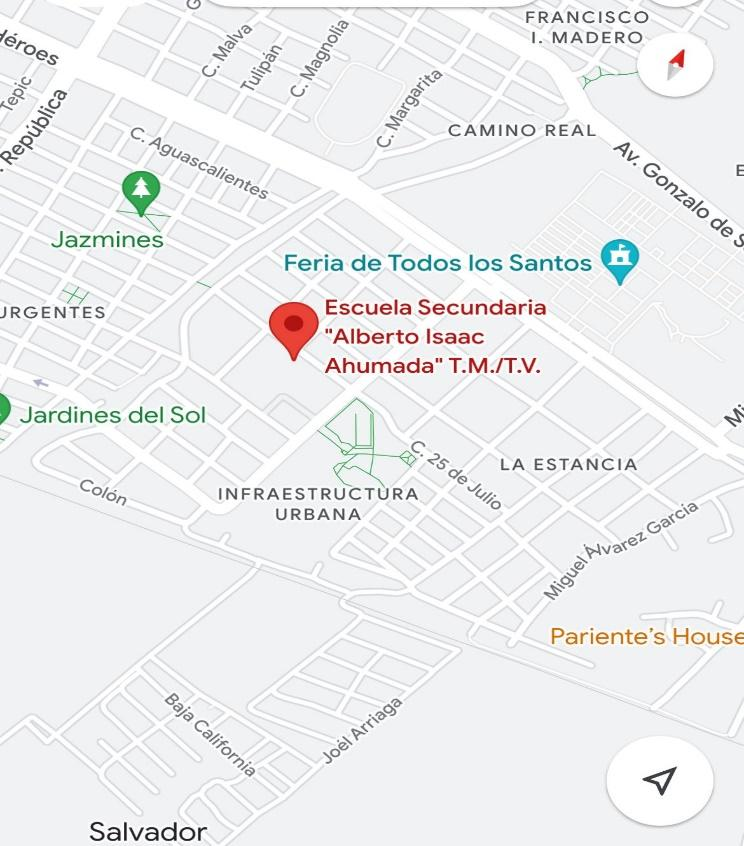 FRANCISCO
I. MADERO
G
Héroes
C. Malva
Tulipán
C. Magnolia
C. Margarita
Tepic
República
C. Aguascalientes
CAMINO REAL
Av. Gonzalo de S
E
Jazmines
Feria de Todos los Santos
URGENTES
Escuela Secundaria
"Alberto Isaac
Ahumada" T.M./T.V.
Mi
Jardines del Sol
C. 25 de Julio
LA ESTANCIA
Colón
INFRAESTRUCTURA
URBANA
Miguel Álvarez García
Pariente's House
Baja California
Joél Arriaga
Salvador